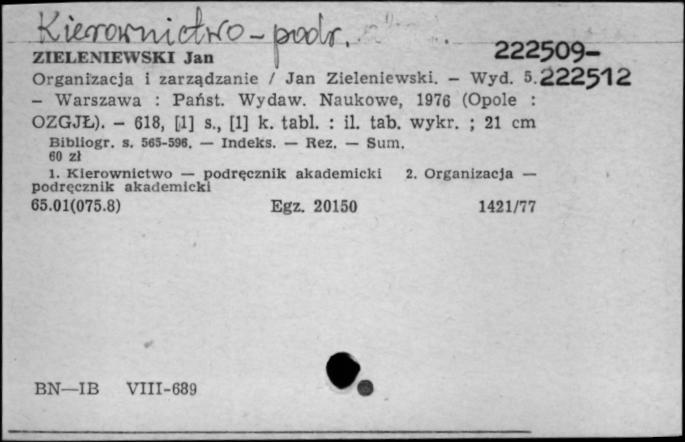 Kierownictwo - podr.
ZIELENIEWSKI Jan 222509-
Organizacja i zarządzanie / Jan Zieleniewski. – Wyd. 5. 222512
– Warszawa : Państ. Wydaw. Naukowe, 1976 (Opole :
OZGJŁ). – 618, [1] s., [1] k. tabl. : il. tab. wykr. ; 21 cm
Bibliogr. s. 565-596. — Indeks. — Rez. — Sum.
60 zł
1. Kierownictwo — podręcznik akademicki 2. Organizacja —
podręcznik akademicki
65.01(075.8) Egz. 20150 1421/77
BN—IB VIII-689